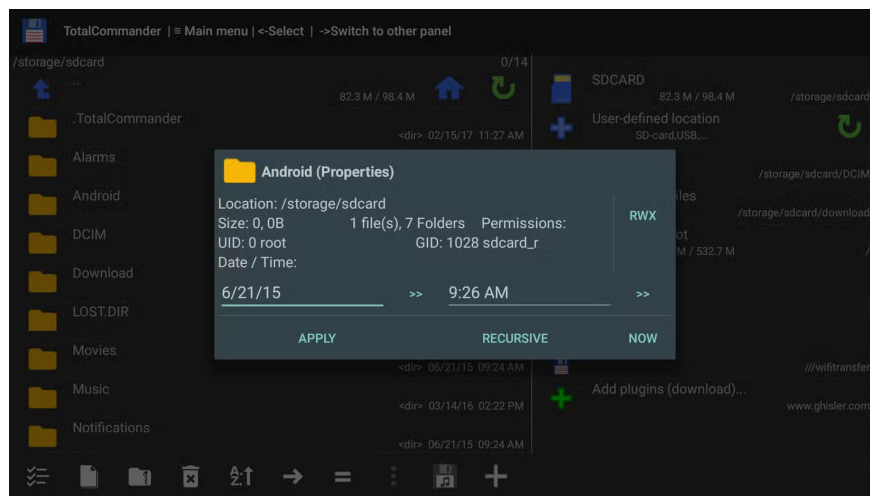 TotalCommander | ≡ Main menu | <-Select | ->Switch to other panel
/storage/sdcard 0/14
...
82.3 M / 98.4 M
.TotalCommander
<dir> 02/15/17 11:27 AM
Alarms
Android
DCIM
Download
LOST.DIR
Movies
<dir> 06/21/15 09:24 AM
Music
<dir> 03/14/16 02:22 PM
Notifications
<dir> 06/21/15 09:24 AM
SDCARD
82.3 M / 98.4 M /storage/sdcard
User-defined location
SD-card,USB,...
/storage/sdcard/DCIM
iles
/storage/sdcard/download
ot
M / 532.7 M /
///wifitransfer
Add plugins (download)...
www.ghisler.com
Android (Properties)
Location: /storage/sdcard
Size: 0, 0B 1 file(s), 7 Folders Permissions:
RWX
UID: 0 root GID: 1028 sdcard_r
Date / Time:
6/21/15 >> 9:26 AM >>
APPLY RECURSIVE NOW